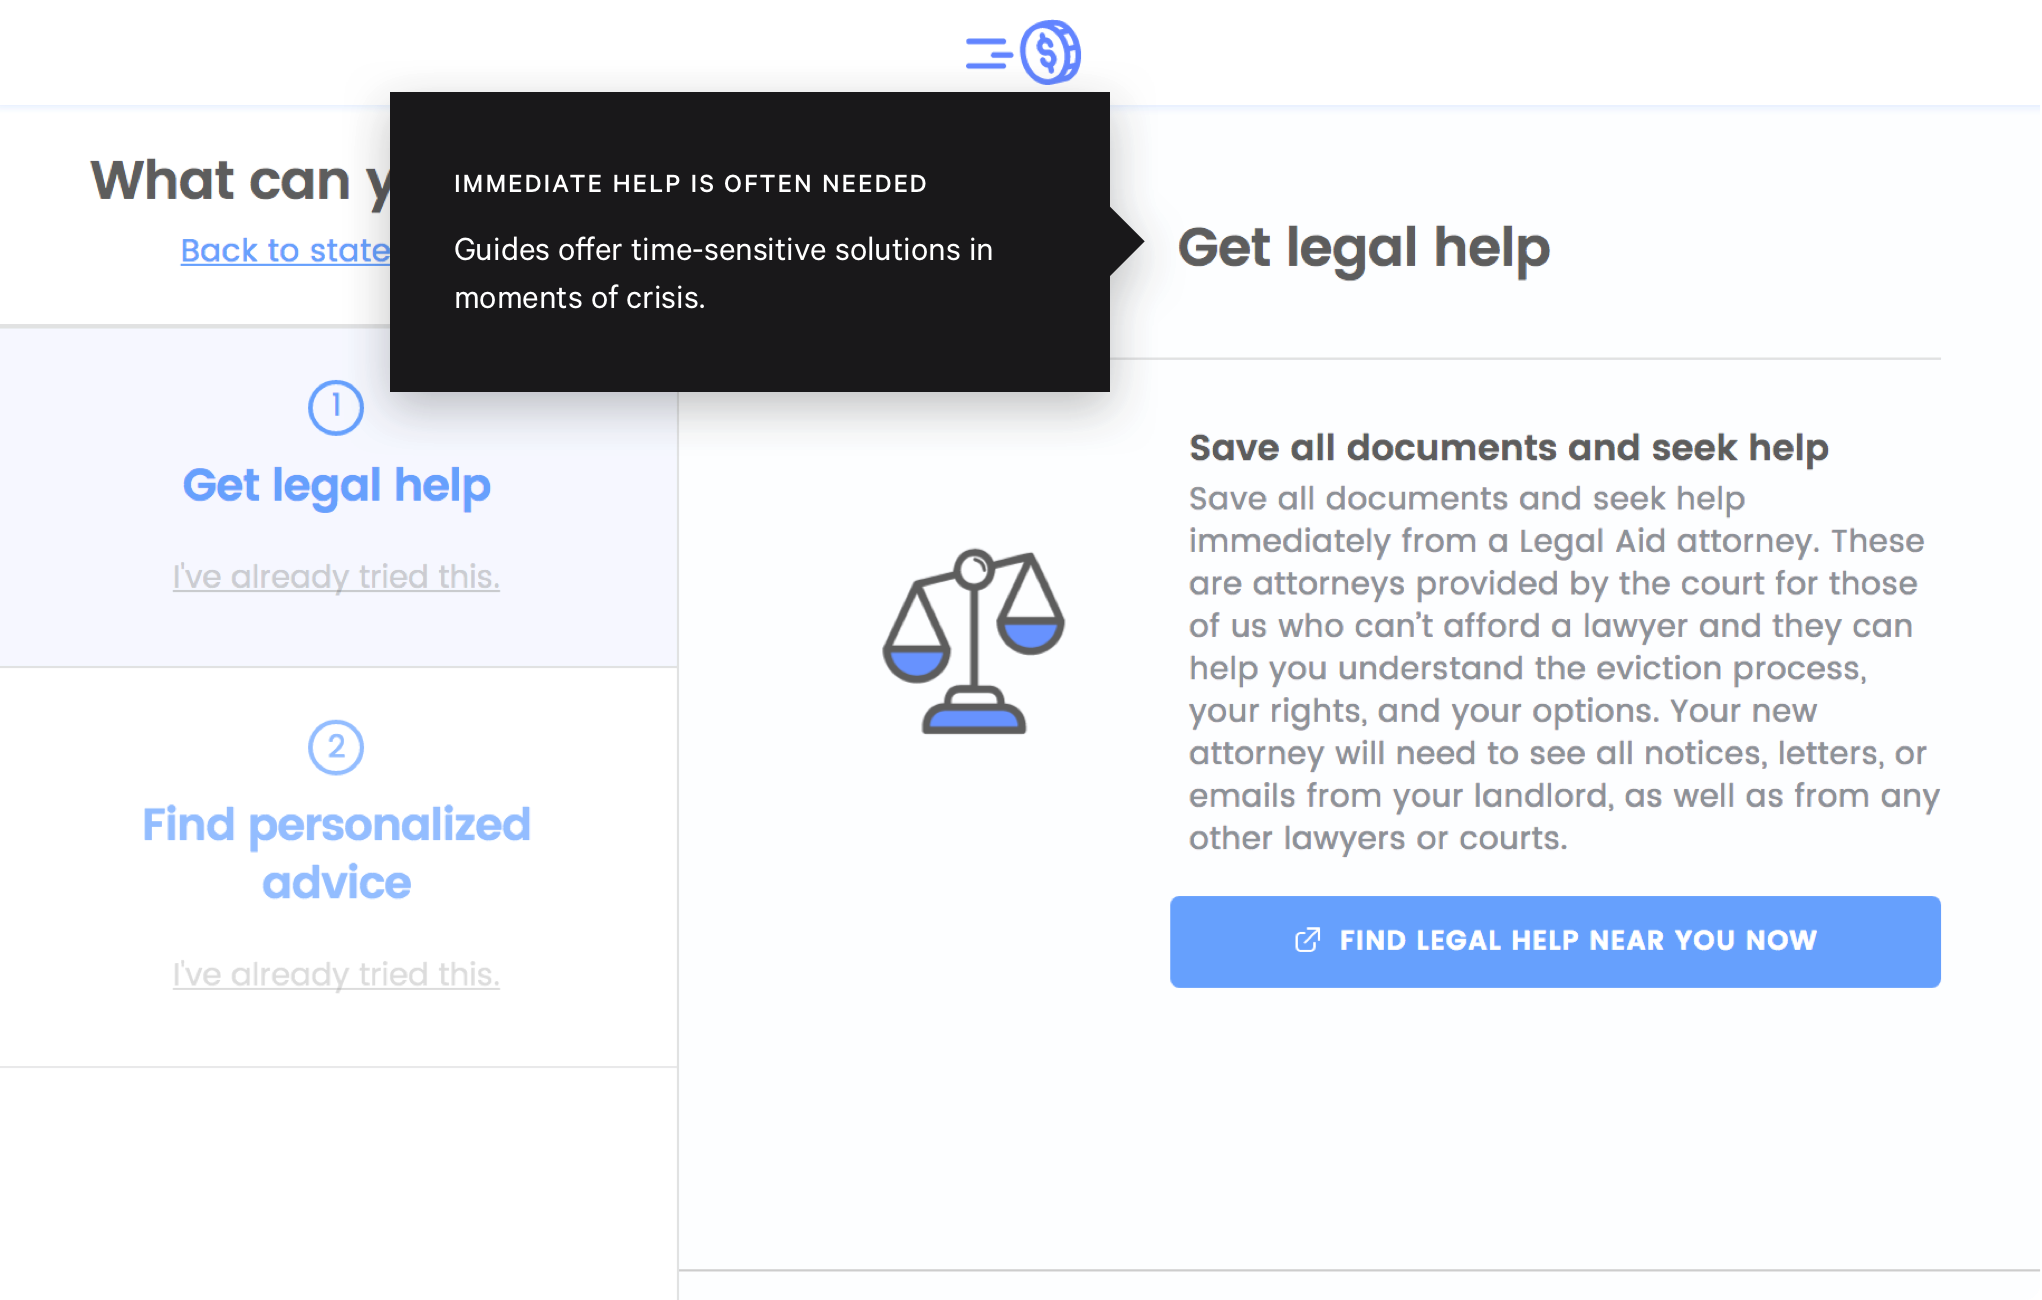 What can y
Back to state
IMMEDIATE HELP IS OFTEN NEEDED
Guides offer time-sensitive solutions in
moments of crisis.
1
Get legal help
I've already tried this.
2
Find personalized
advice
I've already tried this.
Get legal help
Save all documents and seek help
Save all documents and seek help
immediately from a Legal Aid attorney. These
are attorneys provided by the court for those
of us who can’t afford a lawyer and they can
help you understand the eviction process,
your rights, and your options. Your new
attorney will need to see all notices, letters, or
emails from your landlord, as well as from any
other lawyers or courts.
FIND LEGAL HELP NEAR YOU NOW